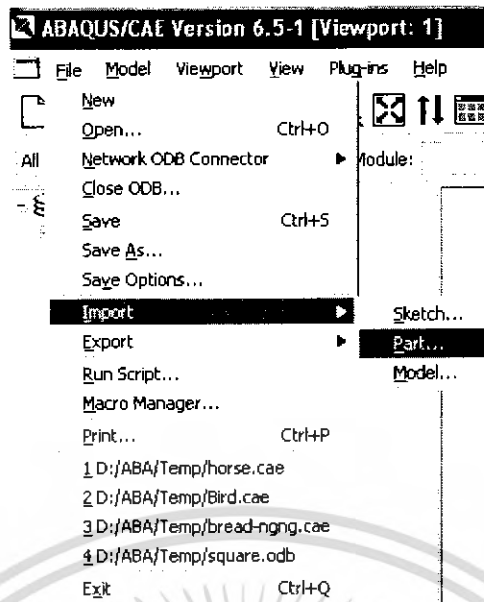 ABAQUS/CAE Version 6.5-1 [Viewport: 1]
File Model Viewport View Plug-ins Help
New
Open... Ctrl+O
All Network ODB Connector Module:
Close ODB...
Save Ctrl+S
Save As...
Save Options...
Import Sketch...
Export Part...
Run Script... Model...
Macro Manager...
Print... Ctrl+P
1 D:/ABA/Temp/horse.cae
2 D:/ABA/Temp/Bird.cae
3 D:/ABA/Temp/bread-ngng.cae
4 D:/ABA/Temp/square.odb
Exit Ctrl+Q